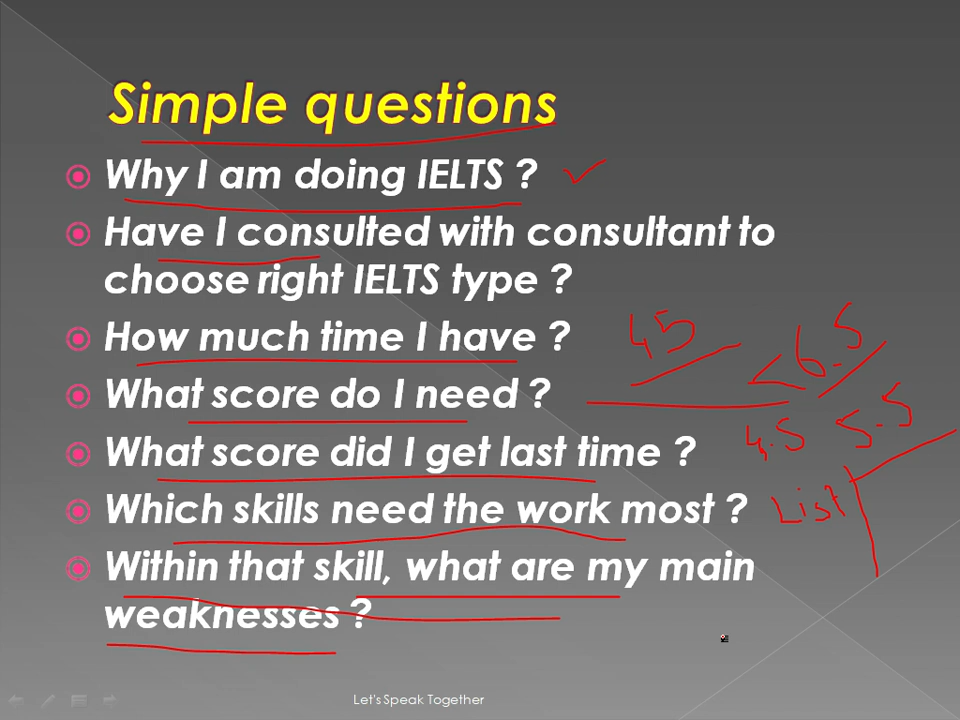 Simple questions
Why I am doing IELTS ?
Have I consulted with consultant to
choose right IELTS type ?
How much time I have ?
45
6.5
What score do I need ?
4.5 5.5
What score did I get last time ?
Which skills need the work most ?
List
Within that skill, what are my main
weaknesses ?
Let's Speak Together